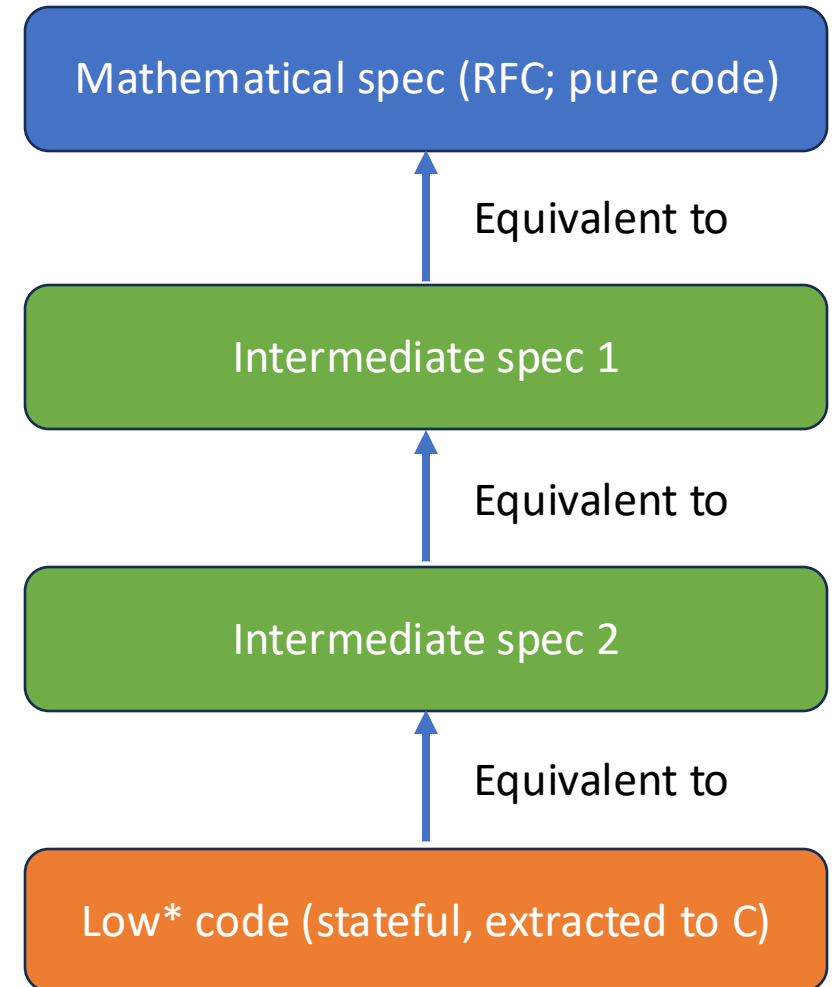 Mathematical spec (RFC; pure code)
Equivalent to
Intermediate spec 1
Equivalent to
Intermediate spec 2
Equivalent to
Low* code (stateful, extracted to C)